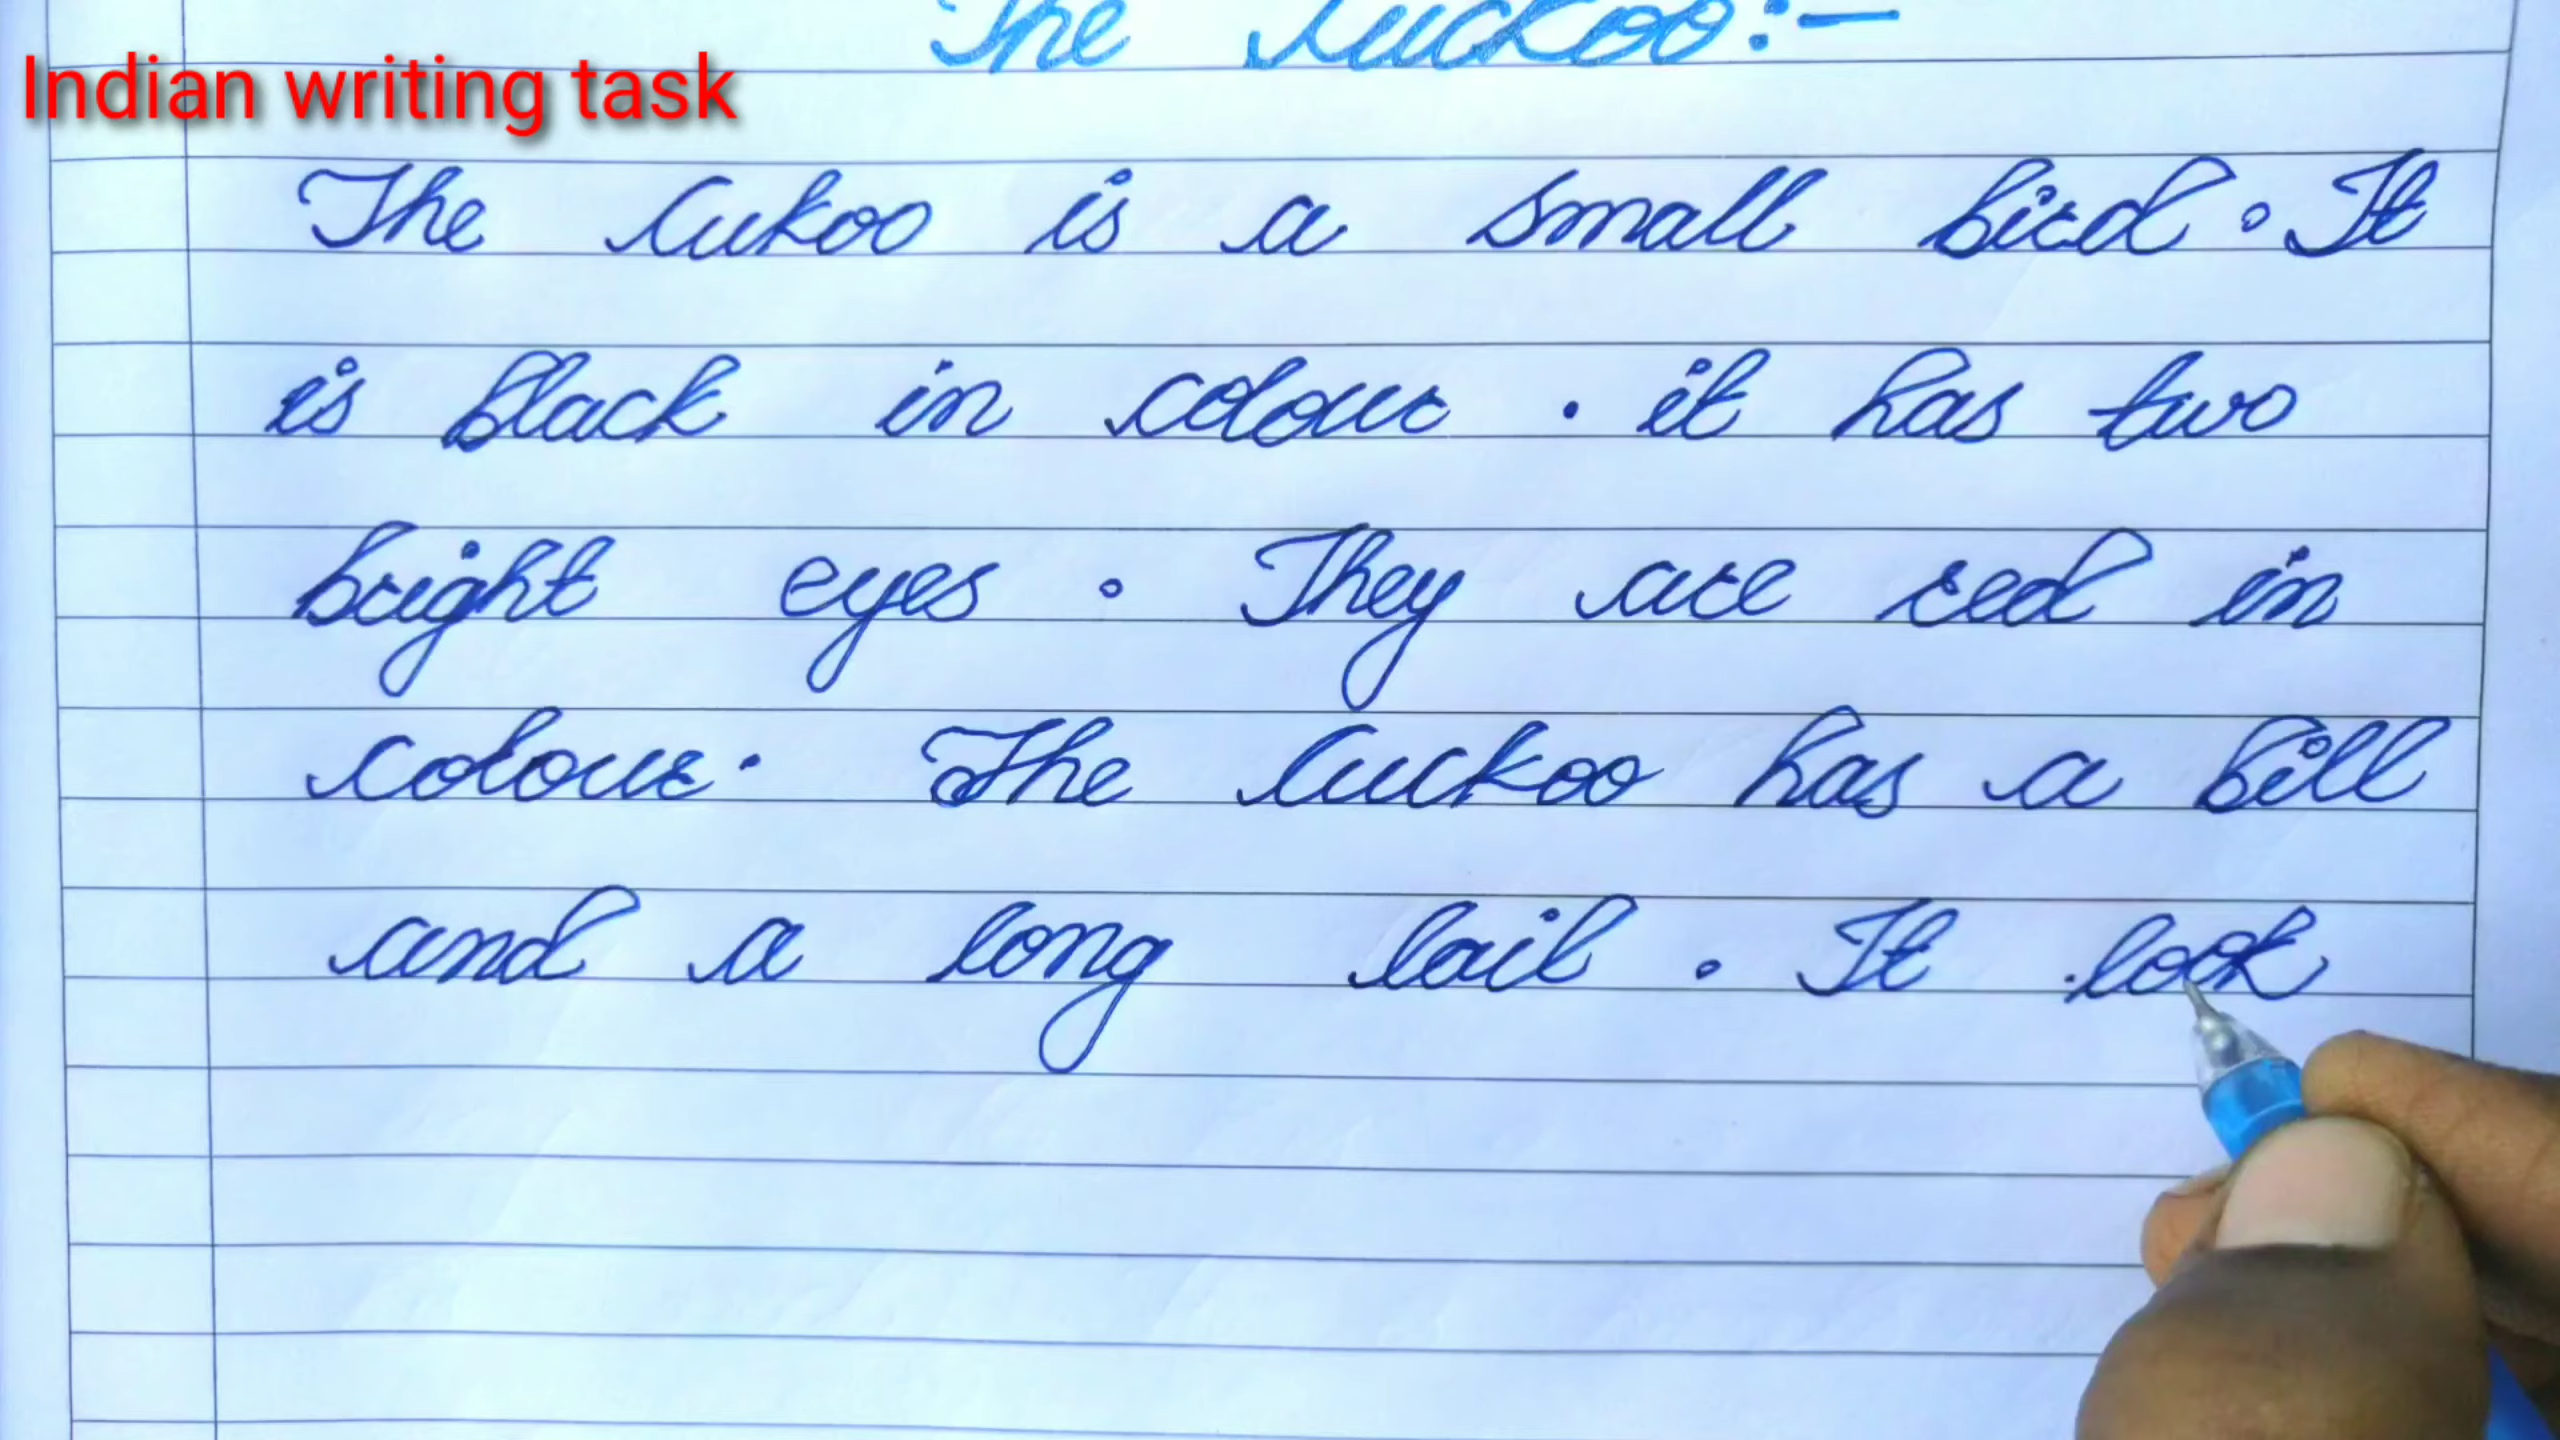 The Cuckoo:-
Indian writing task
The Cukoo is a small bird. It
is black in colour. it has two
bright eyes. They are red in
colour. The Cuckoo has a bill
and a long tail. It look